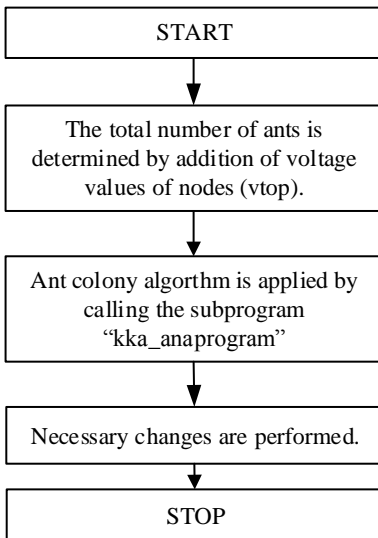 START
The total number of ants is
determined by addition of voltage
values of nodes (vtop).
Ant colony algorthm is applied by
calling the subprogram
“kka_anaprogram”
Necessary changes are performed.
STOP